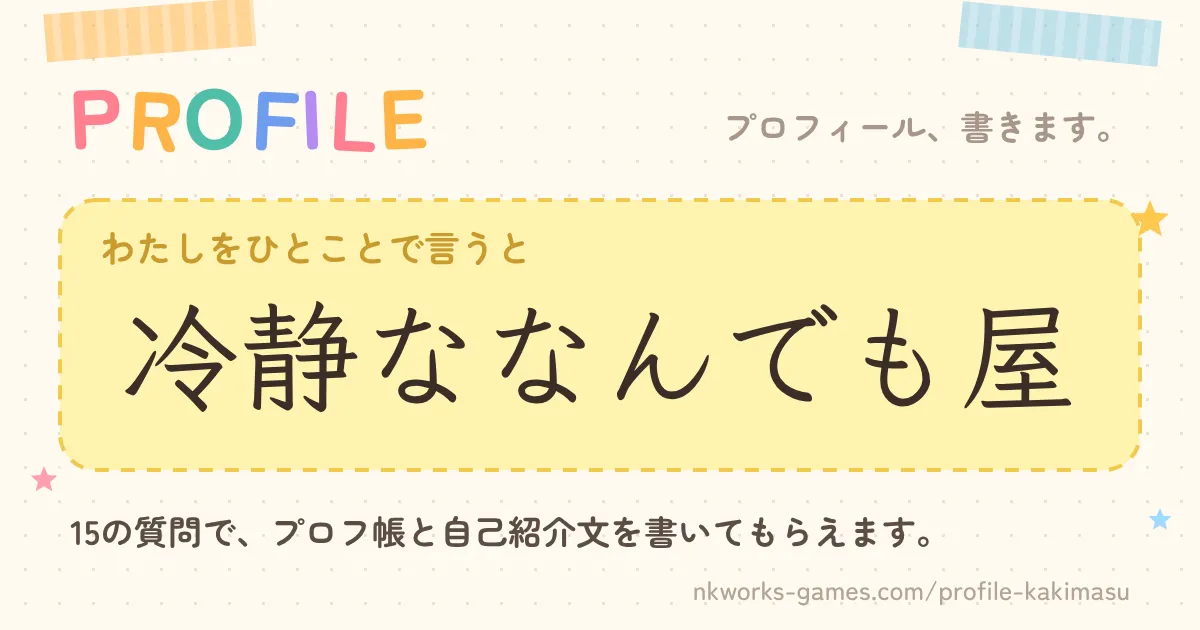 PROFILE
プロフィール、書きます。
わたしをひとことで言うと
冷静ななんでも屋
15の質問で、プロフ帳と自己紹介文を書いてもらえます。
nkworks-games.com/profile-kakimasu